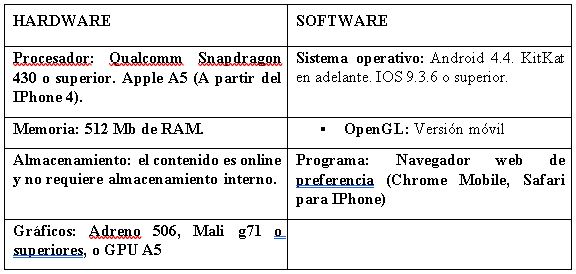 HARDWARE
SOFTWARE
Procesador: Qualcomm Snapdragon
430 o superior. Apple A5 (A partir del
IPhone 4).
Sistema operativo: Android 4.4. KitKat
en adelante. IOS 9.3.6 o superior.
Memoria: 512 Mb de RAM.
▪ OpenGL: Versión móvil
Almacenamiento: el contenido es online
y no requiere almacenamiento interno.
Programa: Navegador web de
preferencia (Chrome Mobile, Safari
para IPhone)
Gráficos: Adreno 506, Mali g71 o
superiores, o GPU A5